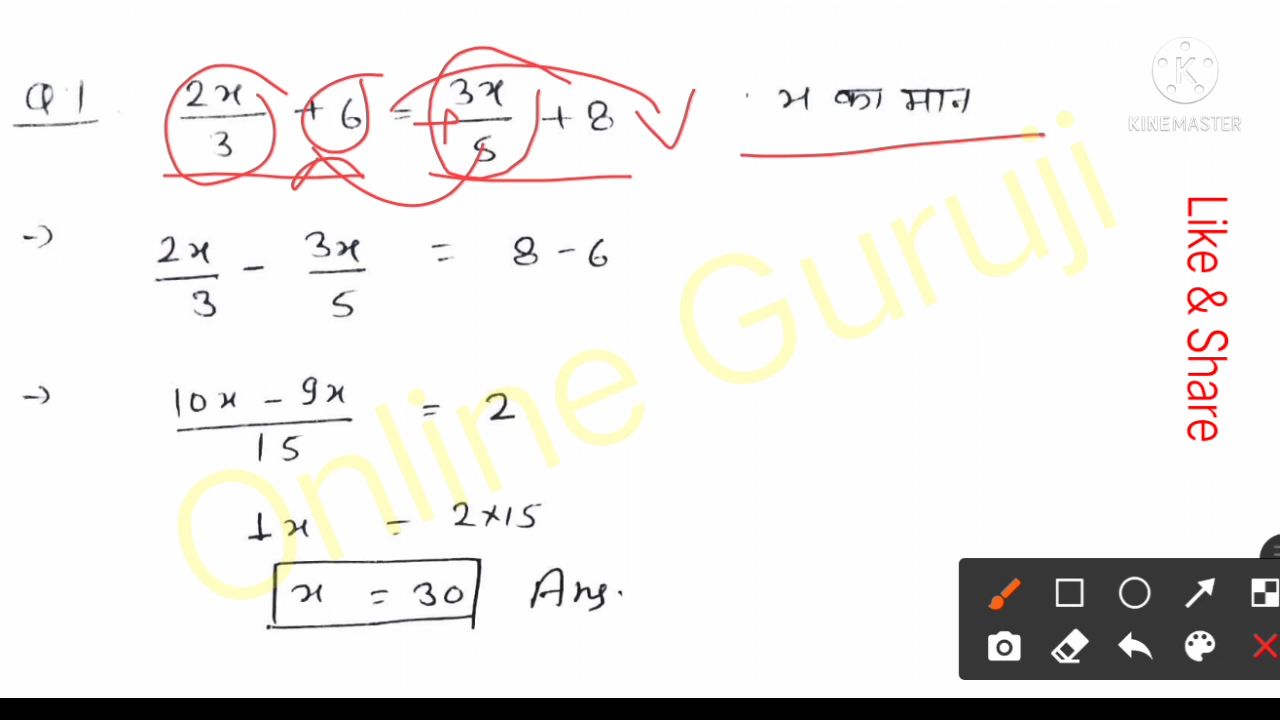 Q 1. 2x/3 + 6 = 3x/5 + 8 . x का मान
KINEMASTER
→ 2x/3 - 3x/5 = 8 - 6
→ 10x - 9x/15 = 2
1x = 2×15
x = 30 Ans.
Online Guruji
Like & Share